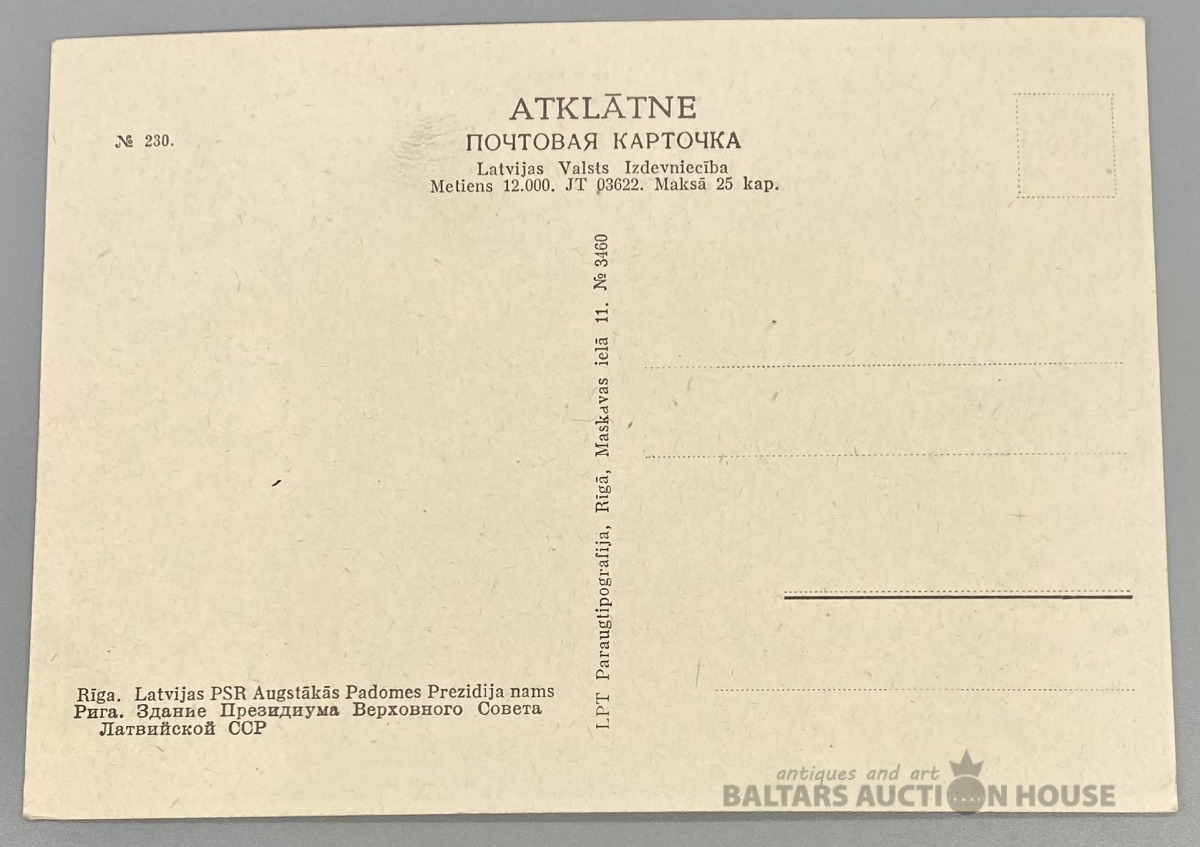 ATKLĀTNE
№ 230.
ПОЧТОВАЯ КАРТОЧКА
Latvijas Valsts Izdevniecība
Metiens 12.000. JT 03622. Maksā 25 kap.
LPT Paraugtipografija, Rīgā, Maskavas ielā 11. № 3460
Rīga. Latvijas PSR Augstākās Padomes Prezidija nams
Рига. Здание Президиума Верховного Совета
Латвийской ССР
antiques and art
BALTARS AUCTION HOUSE